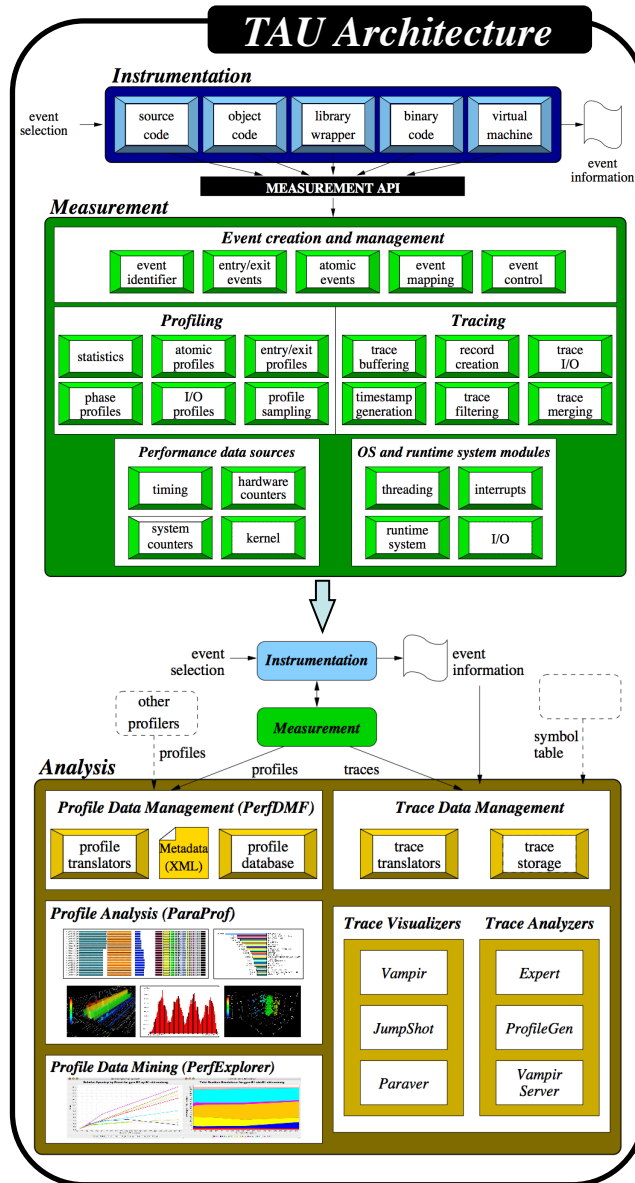 TAU Architecture
Instrumentation
event
selection
source
code
object
code
library
wrapper
binary
code
virtual
machine
event
information
MEASUREMENT API
Measurement
Event creation and management
event
identifier
entry/exit
events
atomic
events
event
mapping
event
control
Profiling
statistics
atomic
profiles
entry/exit
profiles
phase
profiles
I/O
profiles
profile
sampling
Tracing
trace
buffering
record
creation
trace
I/O
timestamp
generation
trace
filtering
trace
merging
Performance data sources
timing
hardware
counters
system
counters
kernel
OS and runtime system modules
threading
interrupts
runtime
system
I/O
event
selection
Instrumentation
event
information
other
profilers
Measurement
symbol
table
profiles
profiles
traces
Analysis
Profile Data Management (PerfDMF)
profile
translators
Metadata
(XML)
profile
database
Trace Data Management
trace
translators
trace
storage
Profile Analysis (ParaProf)
Profile Data Mining (PerfExplorer)
Trace Visualizers
Vampir
JumpShot
Paraver
Trace Analyzers
Expert
ProfileGen
Vampir
Server